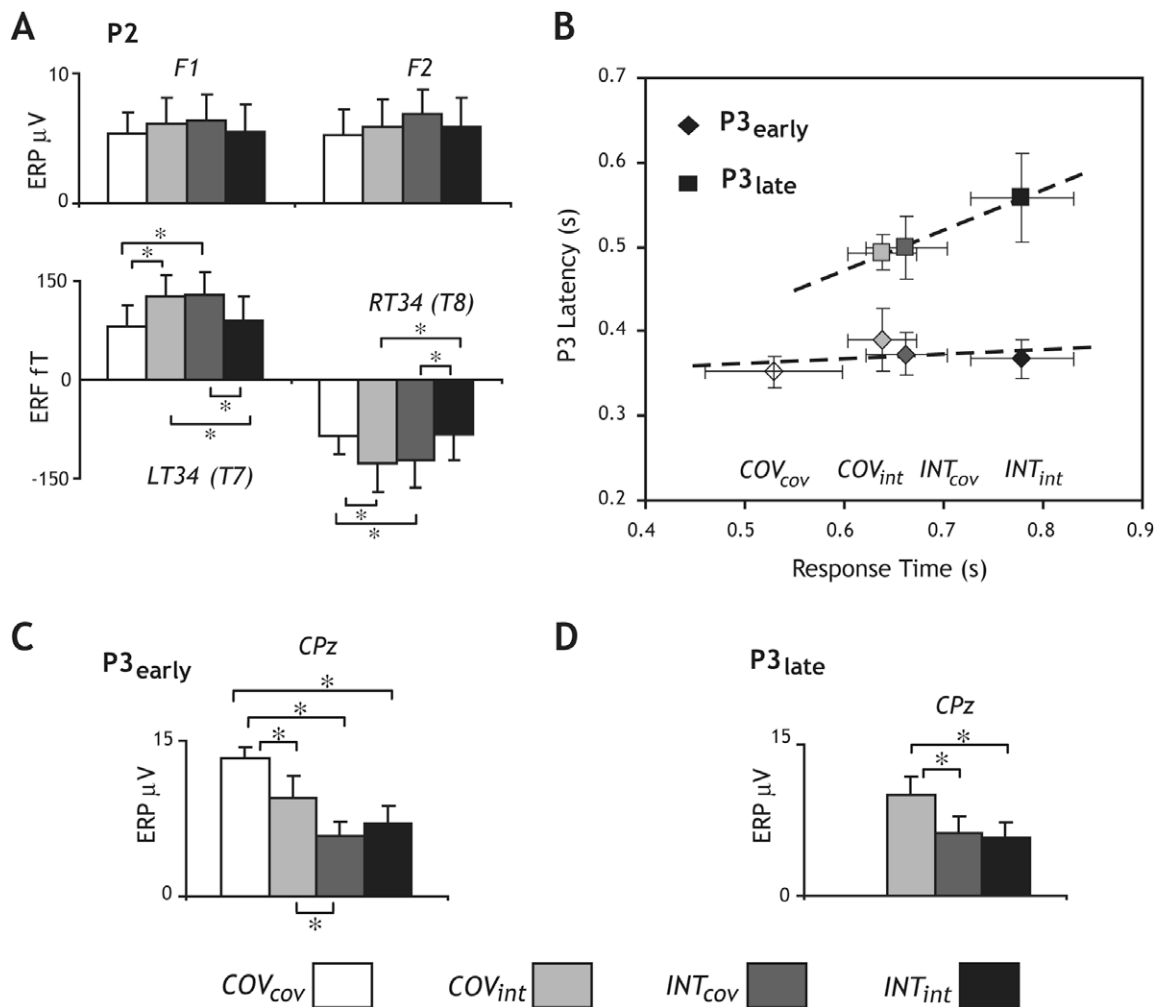 A
P2
F1
F2
10
ERP μV
0
*
*
150
RT34 (T8)
*
*
ERF fT
0
*
*
-150
LT34 (T7)
*
*
B
0.7
P3early
P3late
0.6
P3 Latency (s)
0.5
0.4
0.3
COVcov COVint INTcov INTint
0.2
0.4 0.5 0.6 0.7 0.8 0.9
Response Time (s)
C
P3early
CPz
*
*
*
15
ERP μV
0
*
D
P3late
CPz
15
*
*
ERP μV
0
COVcov COVint INTcov INTint